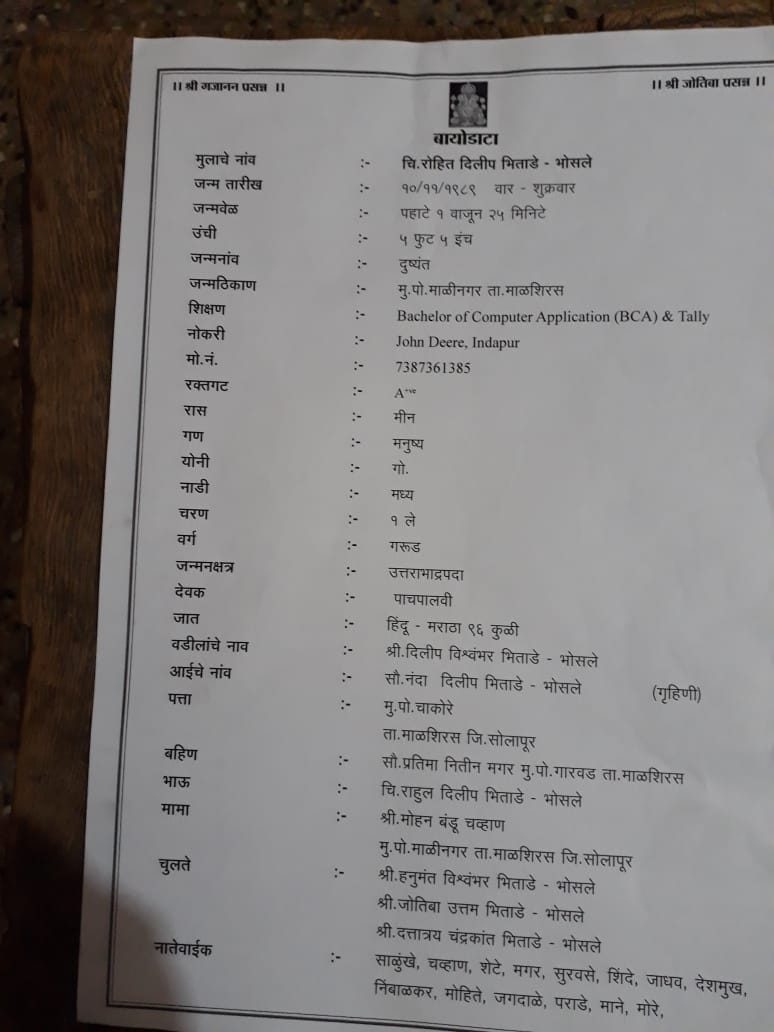 ।। श्री गजानन प्रसन्न ।। ।। श्री जोतिबा प्रसन्न ।।
बायोडाटा
मुलाचे नांव :- चि.रोहित दिलीप भिताडे - भोसले
जन्म तारीख :- १०/११/१९८९ वार - शुक्रवार
जन्मवेळ :- पहाटे १ वाजून २५ मिनिटे
उंची :- ५ फुट ५ इंच
जन्मनांव :- दुष्यंत
जन्मठिकाण :- मु.पो.माळीनगर ता.माळशिरस
शिक्षण :- Bachelor of Computer Application (BCA) & Tally
नोकरी :- John Deere, Indapur
मो.नं. :- 7387361385
रक्तगट :- A+ve
रास :- मीन
गण :- मनुष्य
योनी :- गो.
नाडी :- मध्य
चरण :- १ ले
वर्ग :- गरूड
जन्मनक्षत्र :- उत्तराभाद्रपदा
देवक :- पाचपालवी
जात :- हिंदू - मराठा ९६ कुळी
वडीलांचे नाव :- श्री.दिलीप विश्वंभर भिताडे - भोसले
आईचे नांव :- सौ.नंदा दिलीप भिताडे - भोसले (गृहिणी)
पत्ता :- मु.पो.चाकोरे
ता.माळशिरस जि.सोलापूर
बहिण :- सौ.प्रतिमा नितीन मगर मु.पो.गारवड ता.माळशिरस
भाऊ :- चि.राहुल दिलीप भिताडे - भोसले
मामा :- श्री.मोहन बंडू चव्हाण
मु.पो.माळीनगर ता.माळशिरस जि.सोलापूर
चुलते :- श्री.हनुमंत विश्वंभर भिताडे - भोसले
श्री.जोतिबा उत्तम भिताडे - भोसले
श्री.दत्तात्रय चंद्रकांत भिताडे - भोसले
नातेवाईक :- साळुंखे, चव्हाण, शेटे, मगर, सुरवसे, शिंदे, जाधव, देशमुख,
निंबाळकर, मोहिते, जगदाळे, पराडे, माने, मोरे,